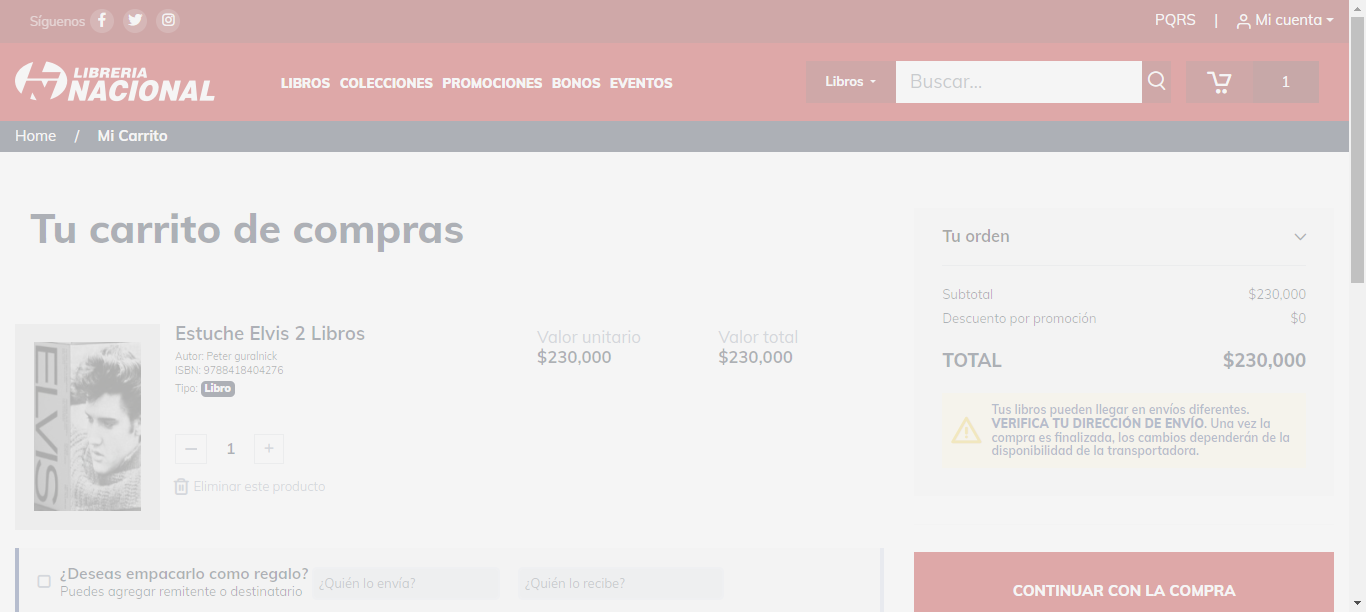 Síguenos
PQRS | Mi cuenta
LIBRERIA
NACIONAL
LIBROS COLECCIONES PROMOCIONES BONOS EVENTOS
Libros
Buscar...
1
Home / Mi Carrito
Tu carrito de compras
Estuche Elvis 2 Libros
Autor: Peter guralnick
ISBN: 9788418404276
Tipo: Libro
ELVIS
Valor unitario
$230,000
Valor total
$230,000
1
Eliminar este producto
¿Deseas empacarlo como regalo?
Puedes agregar remitente o destinatario
¿Quién lo envía?
¿Quién lo recibe?
Tu orden
Subtotal $230,000
Descuento por promoción $0
TOTAL $230,000
Tus libros pueden llegar en envíos diferentes.
VERIFICA TU DIRECCIÓN DE ENVÍO. Una vez la
compra es finalizada, los cambios dependerán de la
disponibilidad de la transportadora.
CONTINUAR CON LA COMPRA